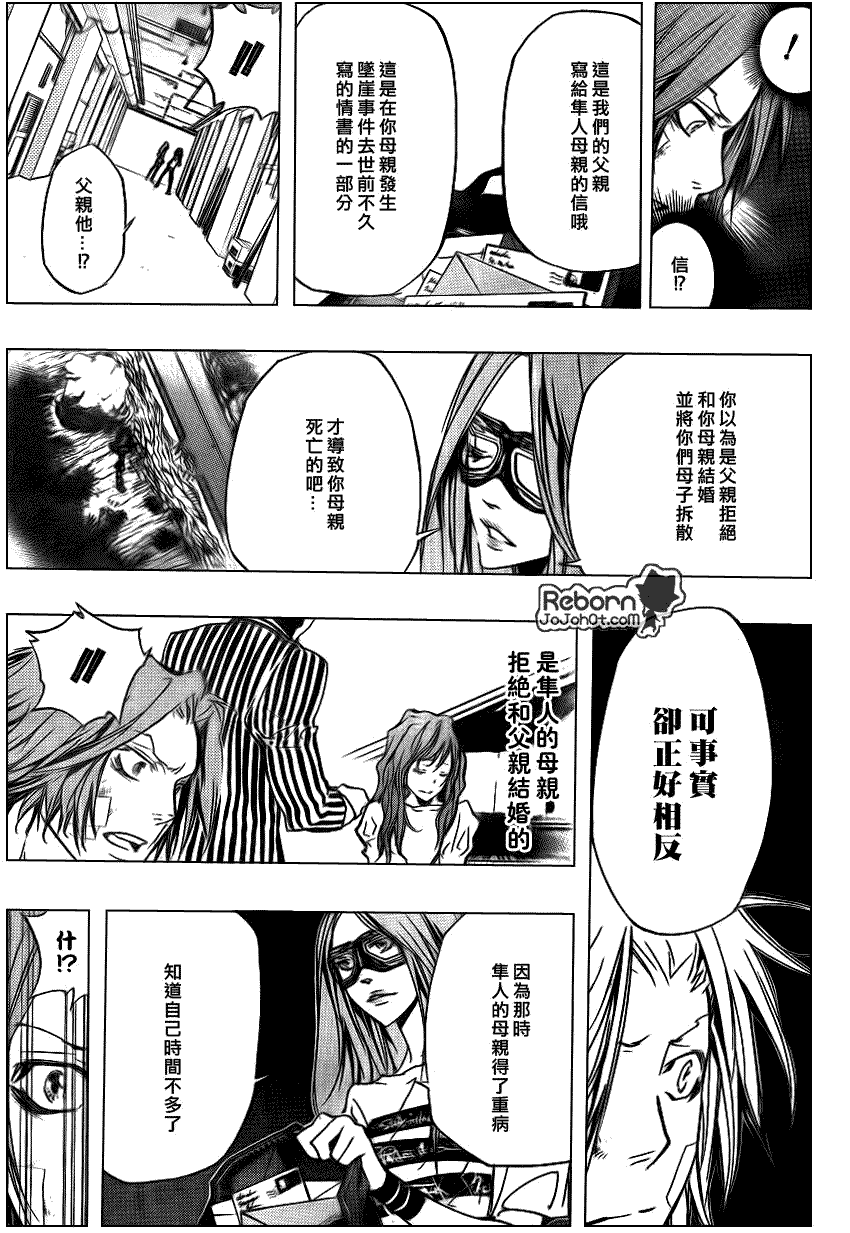 ！
信!?
這是我們的父親
寫給隼人母親的信哦
這是在你母親發生
墜崖事件去世前不久
寫的情書的一部分
!!!
父親他…!?
你以為是父親拒絕
和你母親結婚
並將你們母子拆散
才導致你母親
死亡的吧…
Reborn
JoJoHOt.com
可事實
卻正好相反
是隼人的母親，
拒絕和父親結婚的
!!!
因為那時
隼人的母親得了重病
知道自己時間不多了
什!?